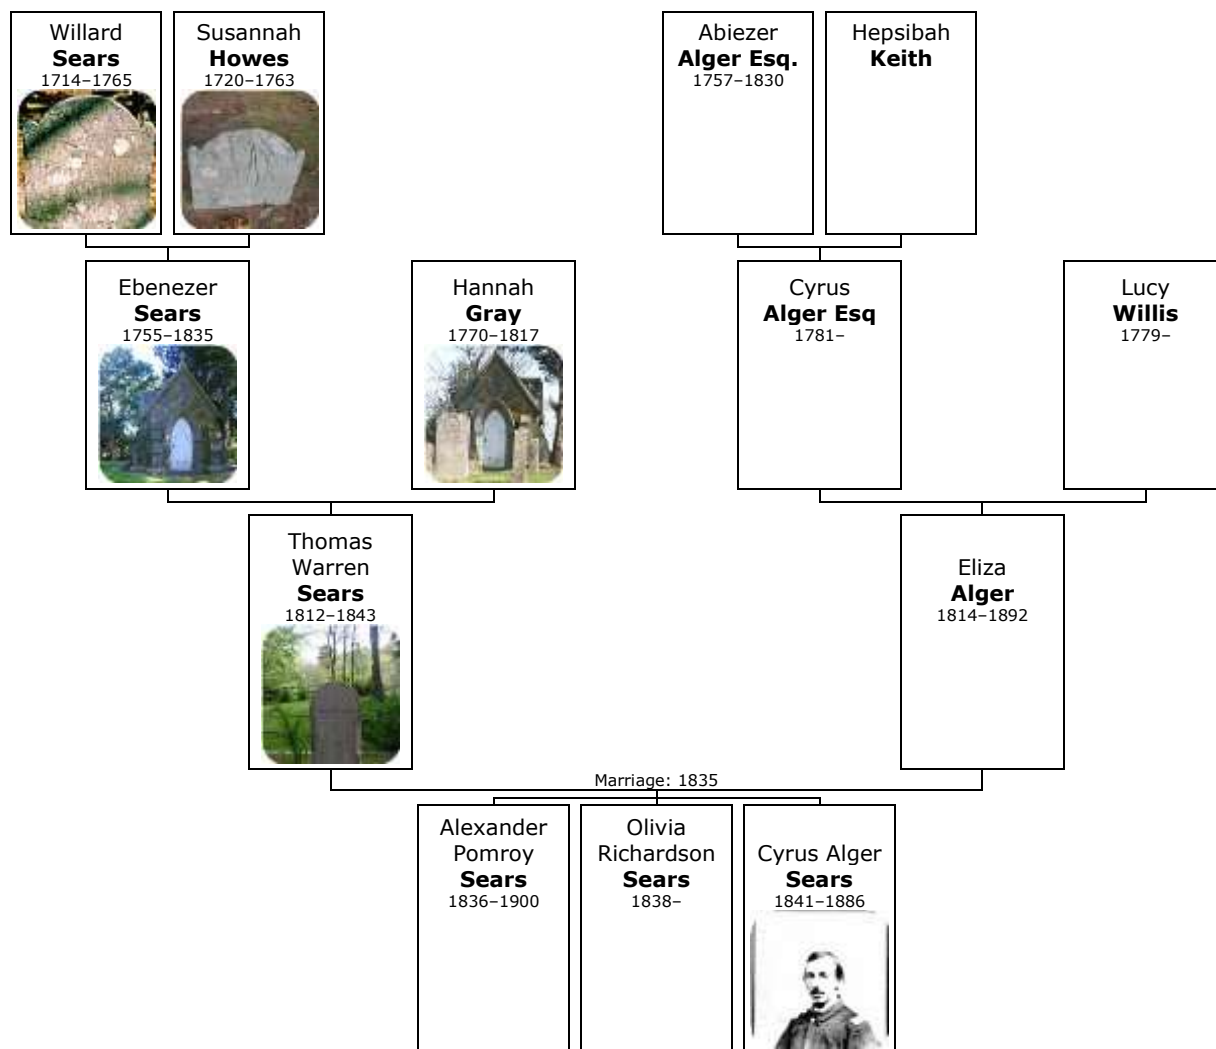 Willard
Sears
1714–1765
Susannah
Howes
1720–1763
Abiezer
Alger Esq.
1757–1830
Hepsibah
Keith
Ebenezer
Sears
1755–1835
Hannah
Gray
1770–1817
Cyrus
Alger Esq
1781–
Lucy
Willis
1779–
Thomas
Warren
Sears
1812–1843
Eliza
Alger
1814–1892
Marriage: 1835
Alexander
Pomroy
Sears
1836–1900
Olivia
Richardson
Sears
1838–
Cyrus Alger
Sears
1841–1886